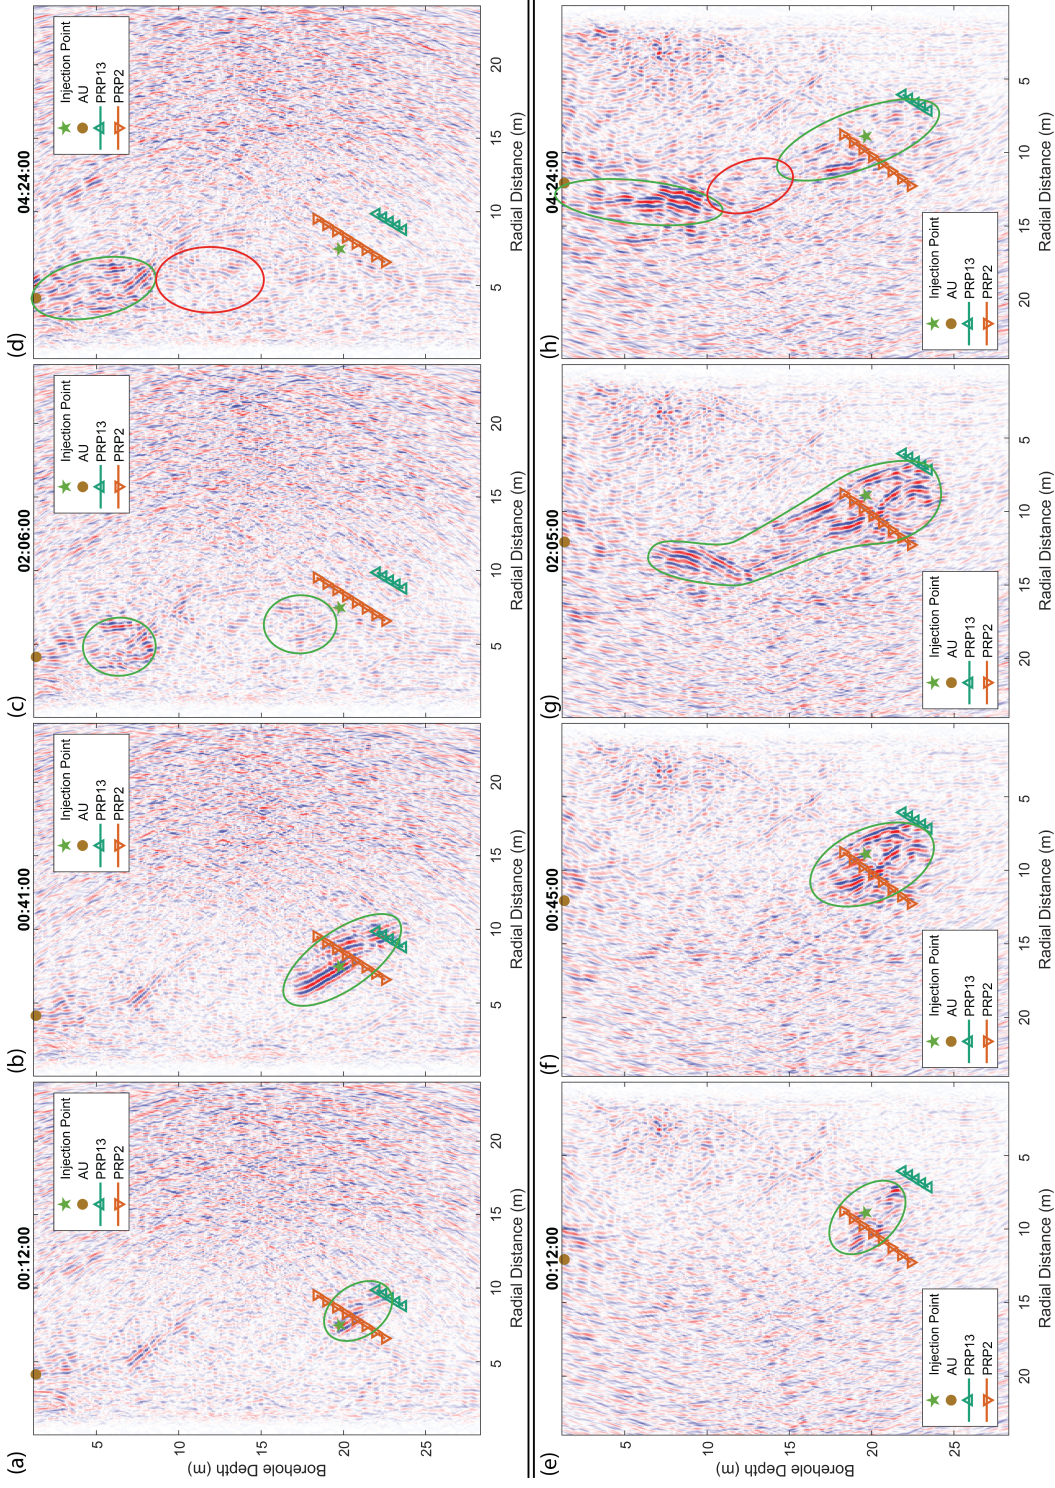 (a)
00:12:00
Injection Point
AU
PRP13
PRP2
5
10
15
20
25
Borehole Depth (m)
5
10
15
20
Radial Distance (m)
(b)
00:41:00
Injection Point
AU
PRP13
PRP2
5
10
15
20
Radial Distance (m)
(c)
02:06:00
Injection Point
AU
PRP13
PRP2
5
10
15
20
Radial Distance (m)
(d)
04:24:00
Injection Point
AU
PRP13
PRP2
5
10
15
20
Radial Distance (m)
(e)
00:12:00
Injection Point
AU
PRP13
PRP2
5
10
15
20
25
Borehole Depth (m)
20
15
10
5
Radial Distance (m)
(f)
00:45:00
Injection Point
AU
PRP13
PRP2
20
15
10
5
Radial Distance (m)
(g)
02:05:00
Injection Point
AU
PRP13
PRP2
20
15
10
5
Radial Distance (m)
(h)
04:24:00
Injection Point
AU
PRP13
PRP2
20
15
10
5
Radial Distance (m)